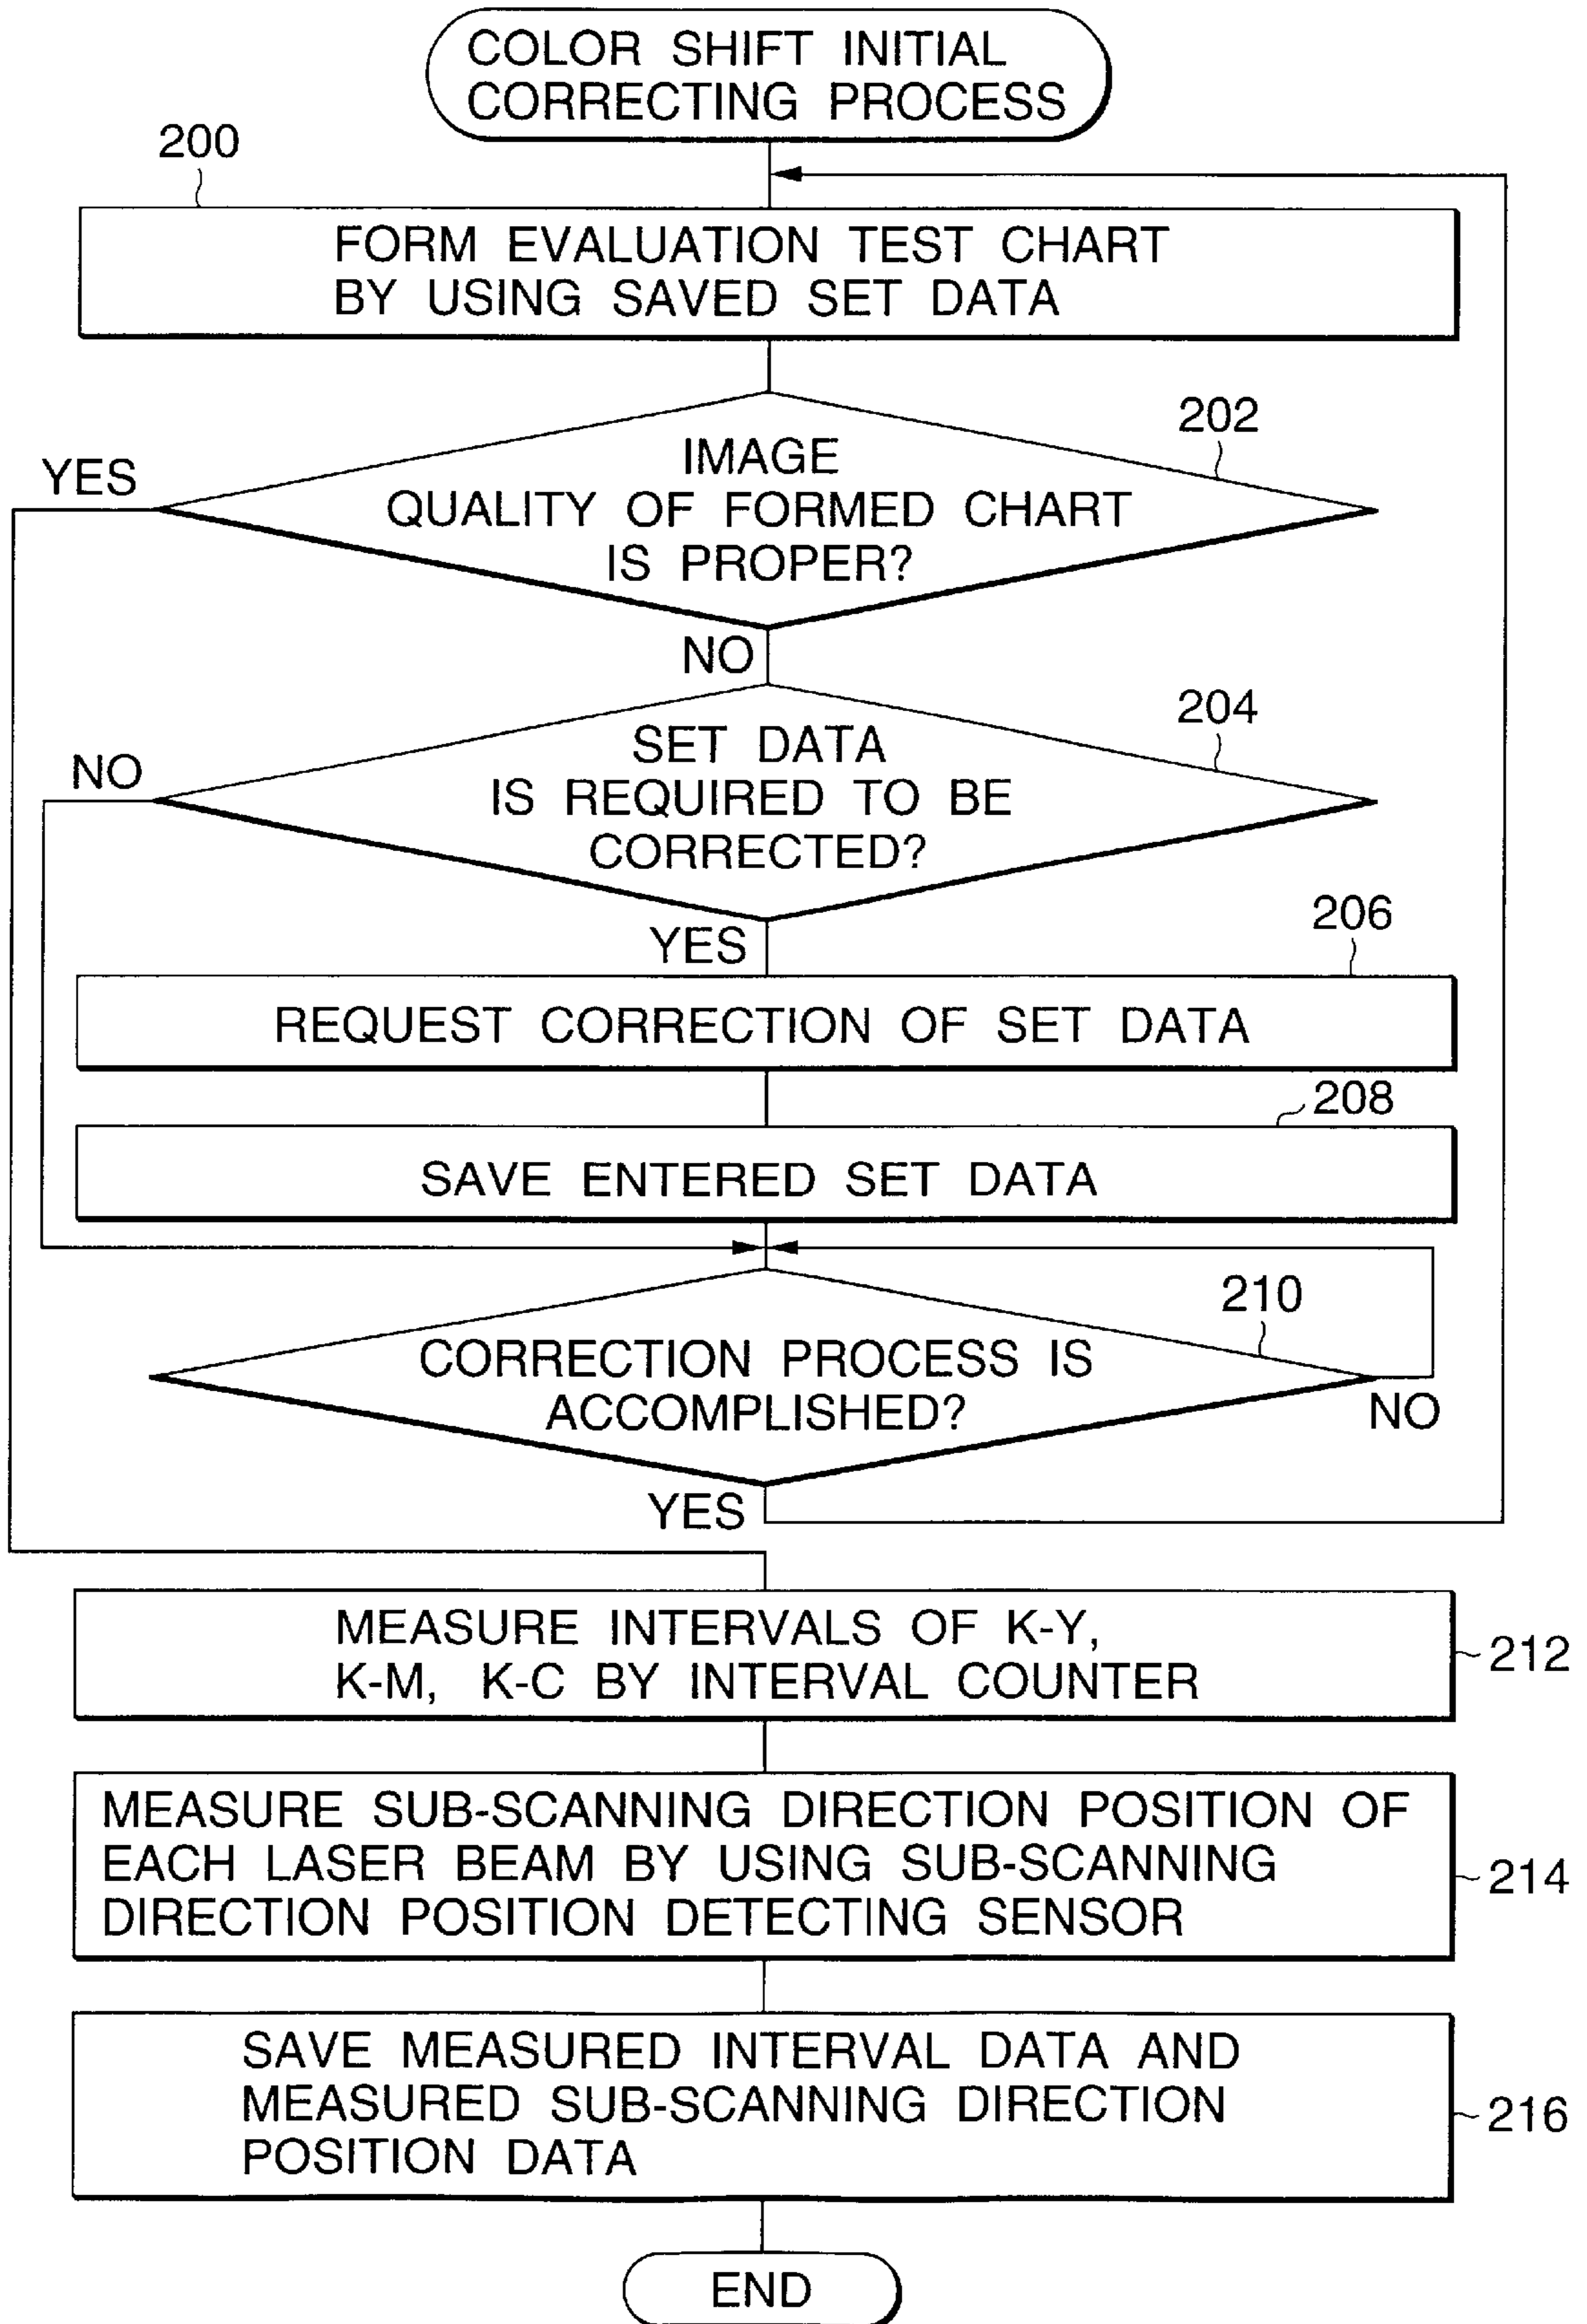 COLOR SHIFT INITIAL
CORRECTING PROCESS
200
FORM EVALUATION TEST CHART
BY USING SAVED SET DATA
202
YES
IMAGE
QUALITY OF FORMED CHART
IS PROPER?
NO
204
NO
SET DATA
IS REQUIRED TO BE
CORRECTED?
YES
206
REQUEST CORRECTION OF SET DATA
208
SAVE ENTERED SET DATA
210
CORRECTION PROCESS IS
ACCOMPLISHED?
NO
YES
MEASURE INTERVALS OF K-Y,
K-M, K-C BY INTERVAL COUNTER
212
MEASURE SUB-SCANNING DIRECTION POSITION OF
EACH LASER BEAM BY USING SUB-SCANNING
DIRECTION POSITION DETECTING SENSOR
214
SAVE MEASURED INTERVAL DATA AND
MEASURED SUB-SCANNING DIRECTION
POSITION DATA
216
END